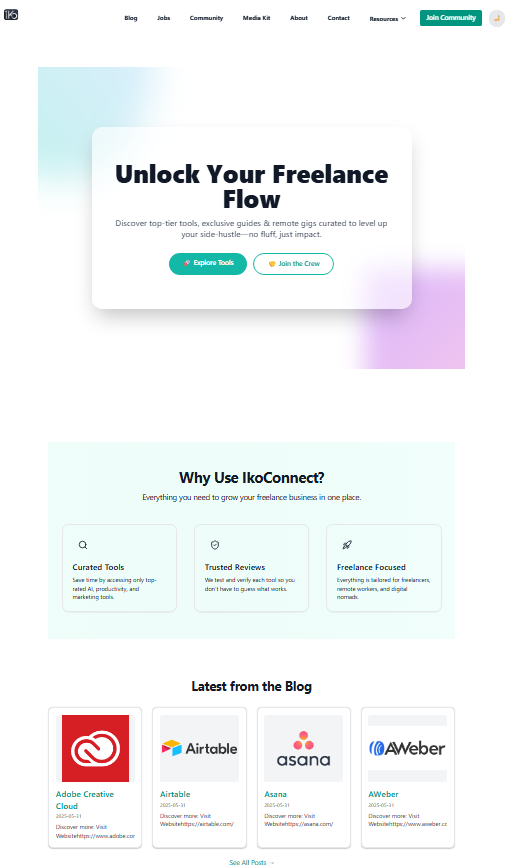 iko
Blog Jobs Community Media Kit About Contact Resources Join Community
Unlock Your Freelance
Flow
Discover top-tier tools, exclusive guides & remote gigs curated to level up
your side-hustle—no fluff, just impact.
Explore Tools Join the Crew
Why Use IkoConnect?
Everything you need to grow your freelance business in one place.
Curated Tools
Save time by accessing only top-
rated AI, productivity, and
marketing tools.
Trusted Reviews
We test and verify each tool so you
don't have to guess what works.
Freelance Focused
Everything is tailored for freelancers,
remote workers, and digital
nomads.
Latest from the Blog
Adobe Creative
Cloud
2025-05-31
Discover more: Visit
Websitehttps://www.adobe.cor
Airtable
Airtable
2025-05-31
Discover more: Visit
Websitehttps://airtable.com/
asana
Asana
2025-05-31
Discover more: Visit
Websitehttps://asana.com/
AWeber
AWeber
2025-05-31
Discover more: Visit
Websitehttps://www.aweber.cc
See All Posts →